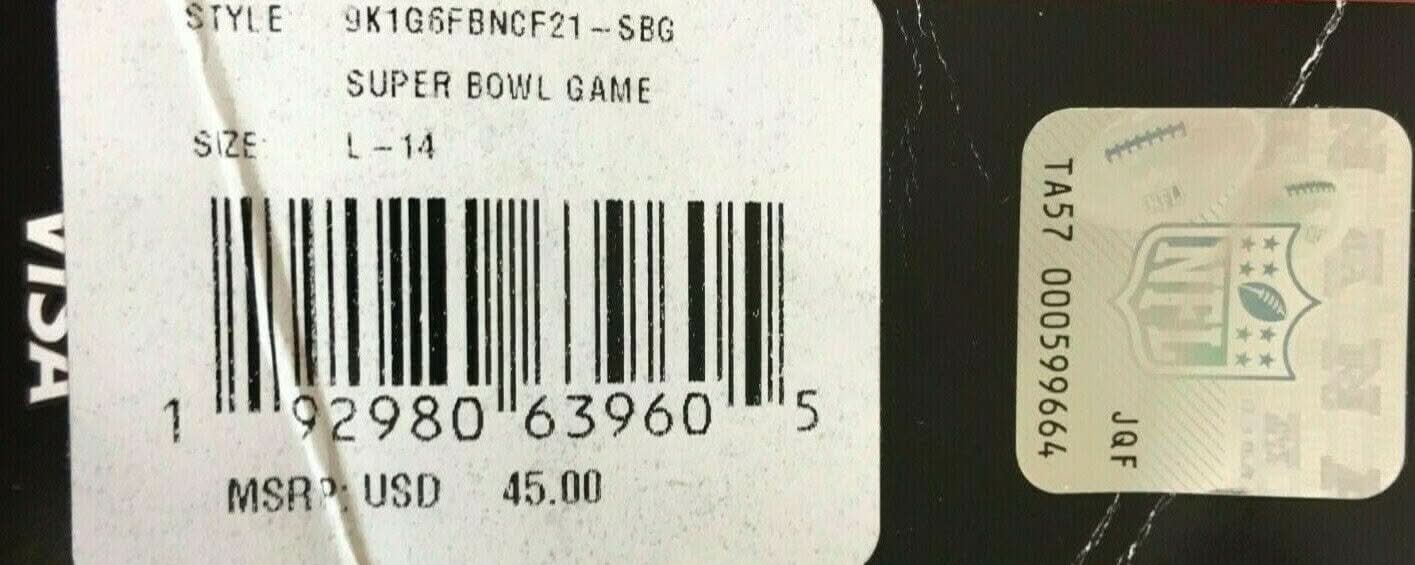 STYLE 9K1G6FBNCF21-SBG
SUPER BOWL GAME
SIZE: L-14
1 92980 63960 5
MSRP: USD 45.00
VISA
TA57 000599664
JQF
NFL